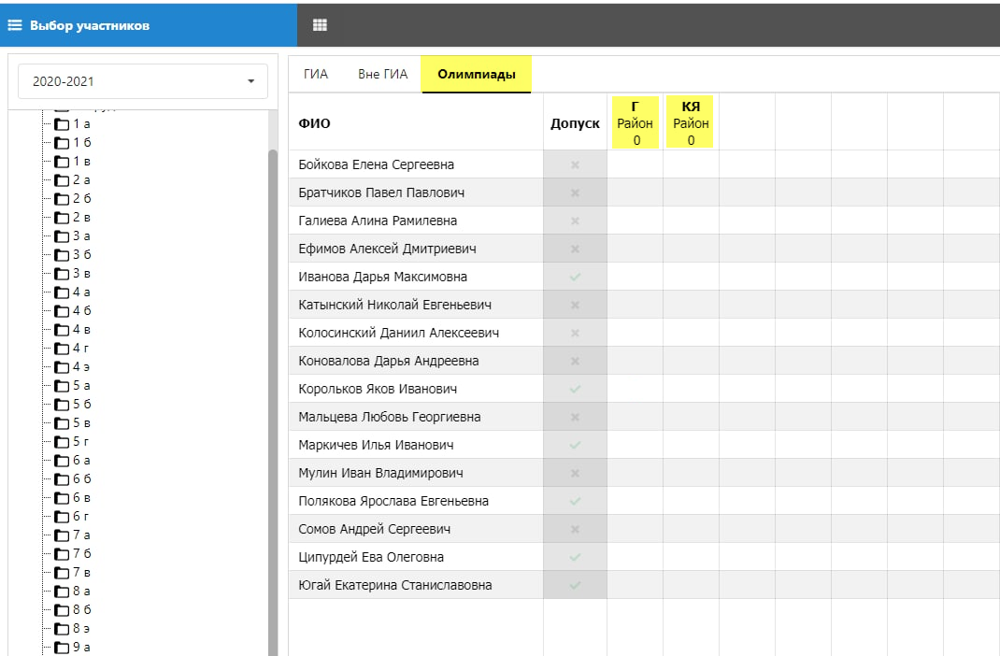 Выбор участников
2020-2021
1 а
1 б
1 в
2 а
2 б
2 в
3 а
3 б
3 в
4 а
4 б
4 в
4 г
4 э
5 а
5 б
5 в
5 г
6 а
6 б
6 в
6 г
7 а
7 б
7 в
8 а
8 б
8 э
9 а
ГИА Вне ГИА Олимпиады
ФИО Допуск Г Район 0 КЯ Район 0
Бойкова Елена Сергеевна
Братчиков Павел Павлович
Галиева Алина Рамилевна
Ефимов Алексей Дмитриевич
Иванова Дарья Максимовна
Катынский Николай Евгеньевич
Колосинский Даниил Алексеевич
Коновалова Дарья Андреевна
Корольков Яков Иванович
Мальцева Любовь Георгиевна
Маркичев Илья Иванович
Мулин Иван Владимирович
Полякова Ярослава Евгеньевна
Сомов Андрей Сергеевич
Ципурдей Ева Олеговна
Югай Екатерина Станиславовна